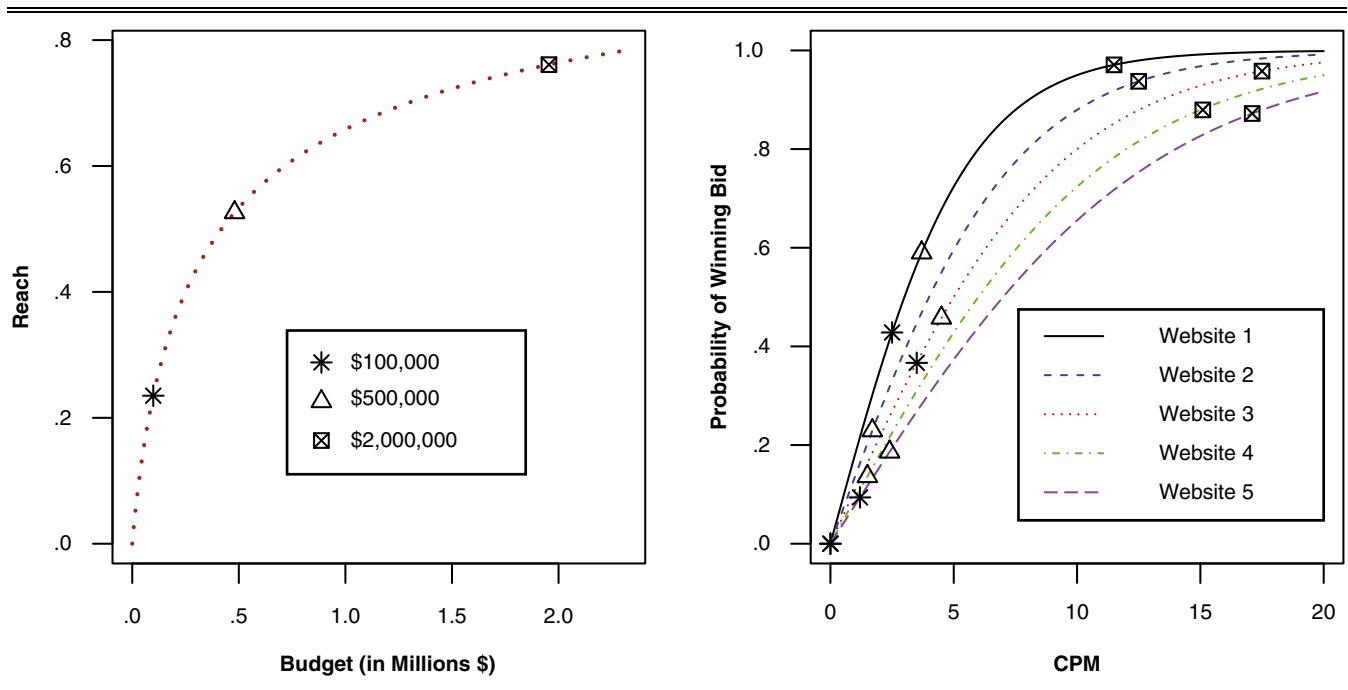 .8
.6
.4
.2
.0
Reach
$100,000
$500,000
$2,000,000
.0
.5
1.0
1.5
2.0
Budget (in Millions $)
1.0
.8
.6
.4
.2
.0
Probability of Winning Bid
Website 1
Website 2
Website 3
Website 4
Website 5
0
5
10
15
20
CPM